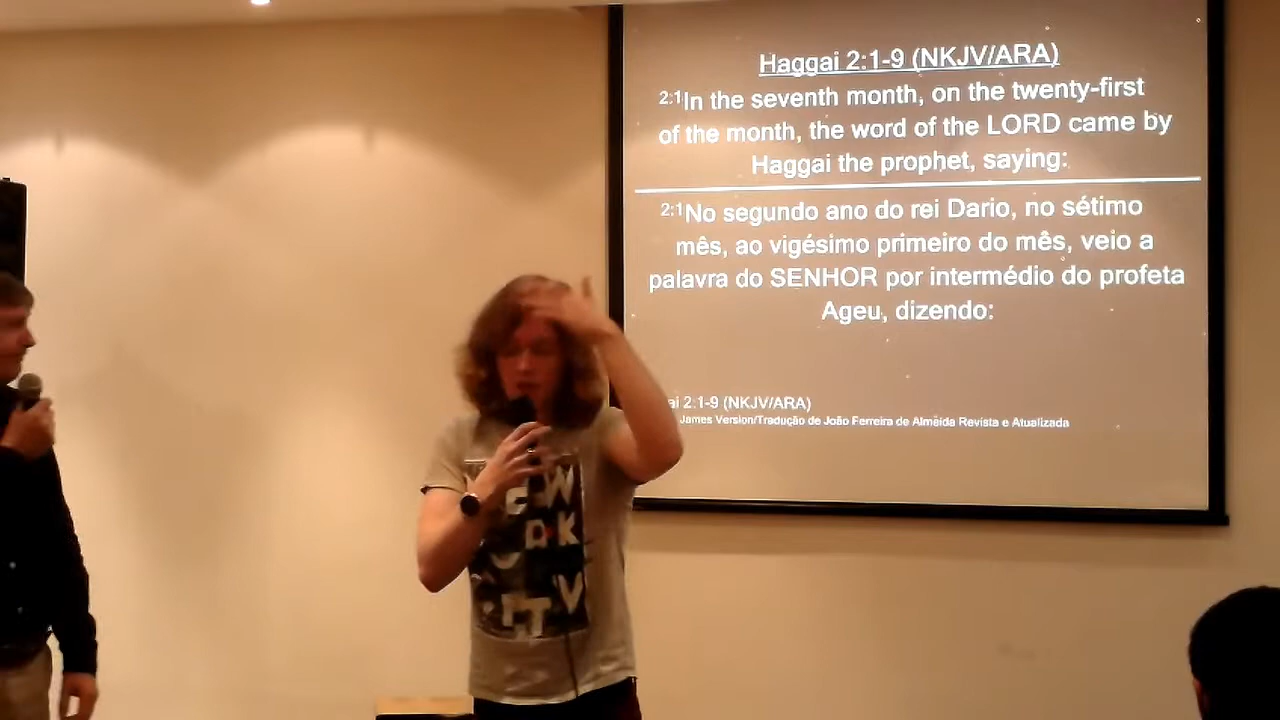 Haggai 2:1-9 (NKJV/ARA)
2:1In the seventh month, on the twenty-first
of the month, the word of the LORD came by
Haggai the prophet, saying:
2:1No segundo ano do rei Dario, no sétimo
mês, ao vigésimo primeiro do mês, veio a
palavra do SENHOR por intermédio do profeta
Ageu, dizendo:
2:1-9 (NKJV/ARA)
James Version/Tradução de João Ferreira de Almeida Revista e Atualizada